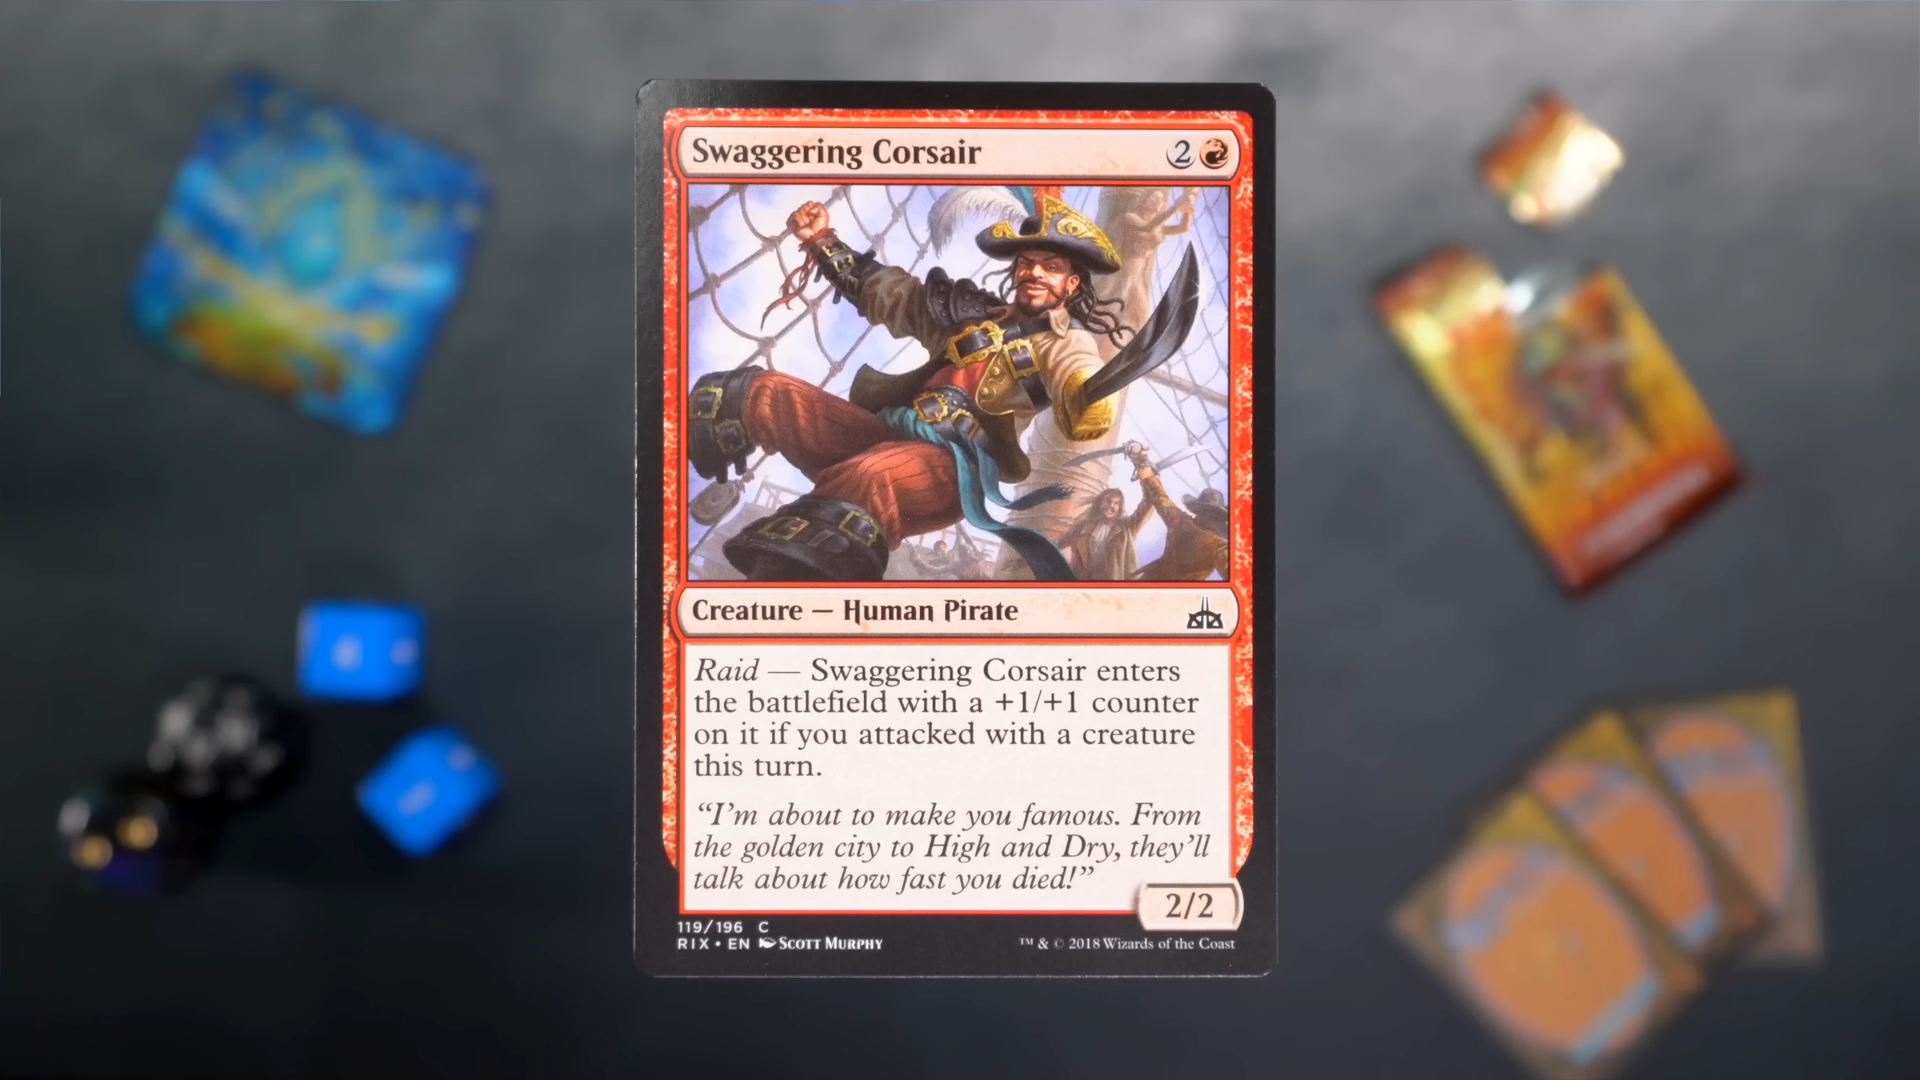 Swaggering Corsair 2
Creature — Human Pirate
Raid — Swaggering Corsair enters
the battlefield with a +1/+1 counter
on it if you attacked with a creature
this turn.
“I’m about to make you famous. From
the golden city to High and Dry, they’ll
talk about how fast you died!”
2/2
119/196 C
RIX • EN Scott Murphy
™ & © 2018 Wizards of the Coast